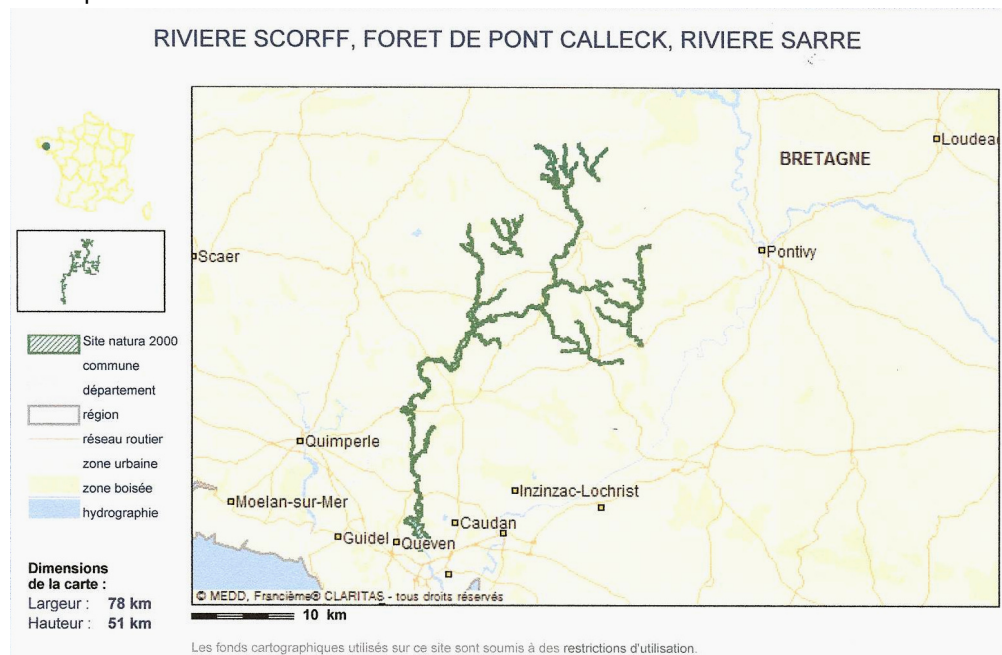 RIVIERE SCORFF, FORET DE PONT CALLECK, RIVIERE SARRE
Loudeac
BRETAGNE
Scaer
Pontivy
Site natura 2000
commune
département
région
réseau routier
zone urbaine
zone boisée
hydrographie
Quimperle
Inzinzac-Lochrist
Moelan-sur-Mer
Caudan
Guidel
Queven
Dimensions
de la carte :
Largeur : 78 km
Hauteur : 51 km
© MEDD, Francième® CLARITAS - tous droits réservés
10 km
Les fonds cartographiques utilisés sur ce site sont soumis à des restrictions d'utilisation.